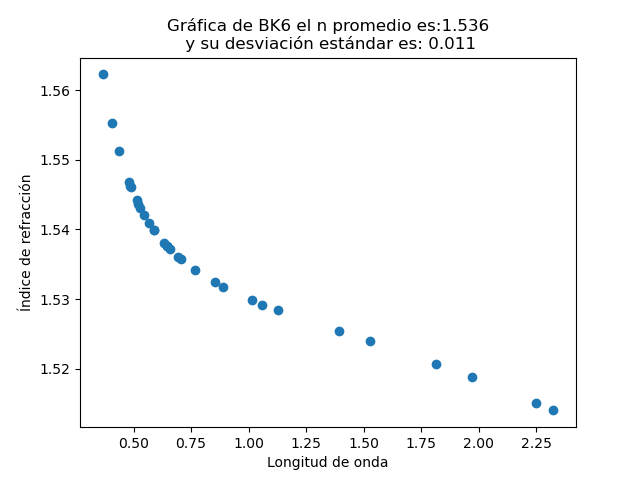 Gráfica de BK6 el n promedio es:1.536
y su desviación estándar es: 0.011
1.56
1.55
1.54
1.53
1.52
Índice de refracción
0.50 0.75 1.00 1.25 1.50 1.75 2.00 2.25
Longitud de onda